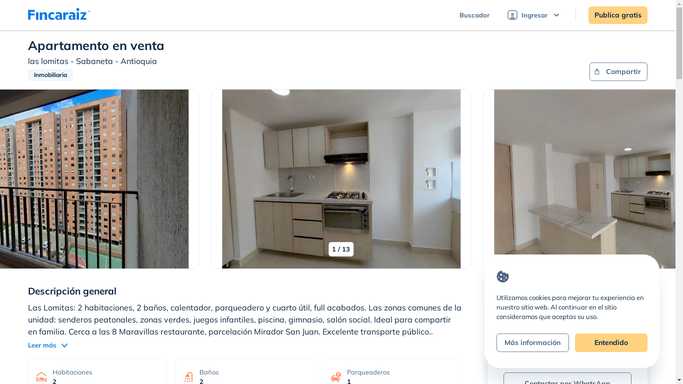 Fincaraiz
Buscador
Ingresar
Publica gratis
Apartamento en venta
las lomitas - Sabaneta - Antioquia
Inmobiliaria
Compartir
1 / 13
Descripción general
Las Lomitas: 2 habitaciones, 2 baños, calentador, parqueadero y cuarto útil, full acabados. Las zonas comunes de la
unidad: senderos peatonales, zonas verdes, juegos infantiles, piscina, gimnasio, salón social. Ideal para compartir
en familia. Cerca a las 8 Maravillas restaurante, parcelación Mirador San Juan. Excelente transporte público..
Leer más
Habitaciones
2
Baños
2
Parqueaderos
1
Utilizamos cookies para mejorar tu experiencia en
nuestro sitio web. Al continuar en el sitio
consideramos que aceptas su uso.
Más información
Entendido
Contactar por WhatsApp